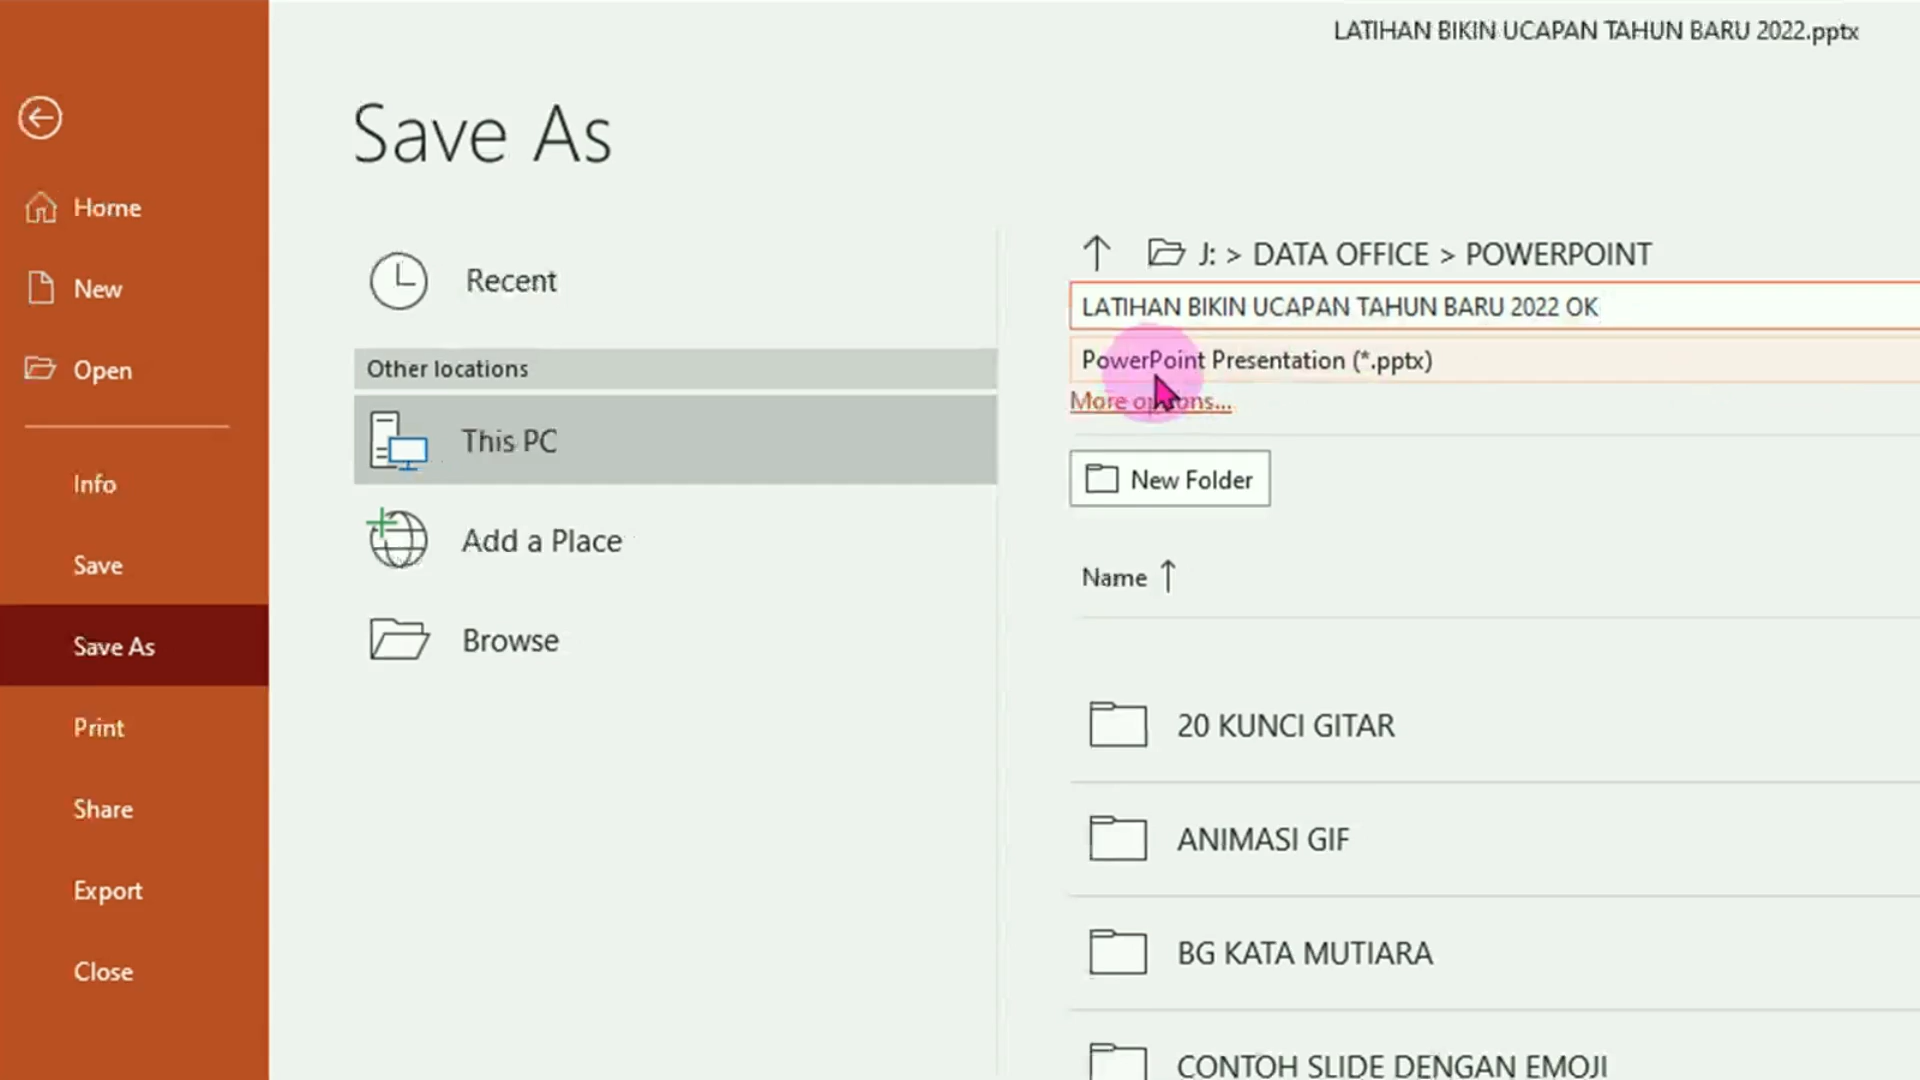 LATIHAN BIKIN UCAPAN TAHUN BARU 2022.pptx
Save As
Home
New
Open
Info
Save
Save As
Print
Share
Export
Close
Recent
Other locations
This PC
Add a Place
Browse
J: > DATA OFFICE > POWERPOINT
LATIHAN BIKIN UCAPAN TAHUN BARU 2022 OK
PowerPoint Presentation (*.pptx)
More options...
New Folder
Name ↑
20 KUNCI GITAR
ANIMASI GIF
BG KATA MUTIARA
CONTOH SLIDE DENGAN EMOJI